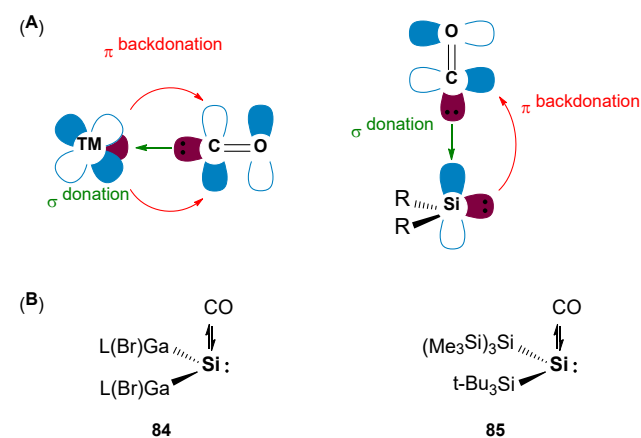 (A)
π backdonation
TM
C
O
σ donation
O
C
π backdonation
σ donation
R
R
Si
(B)
CO
L(Br)Ga
L(Br)Ga
Si:
84
CO
(Me3Si)3Si
t-Bu3Si
Si:
85